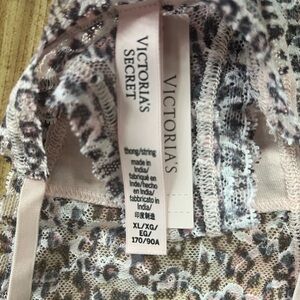 VICTORIA'S
SECRET
thong/string
made in
India/
fabriqué en
Inde/hecho
en India/
fabbricato in
India/
印度制造
XL/XG/
EG/
170/90A
VICTORIA'S